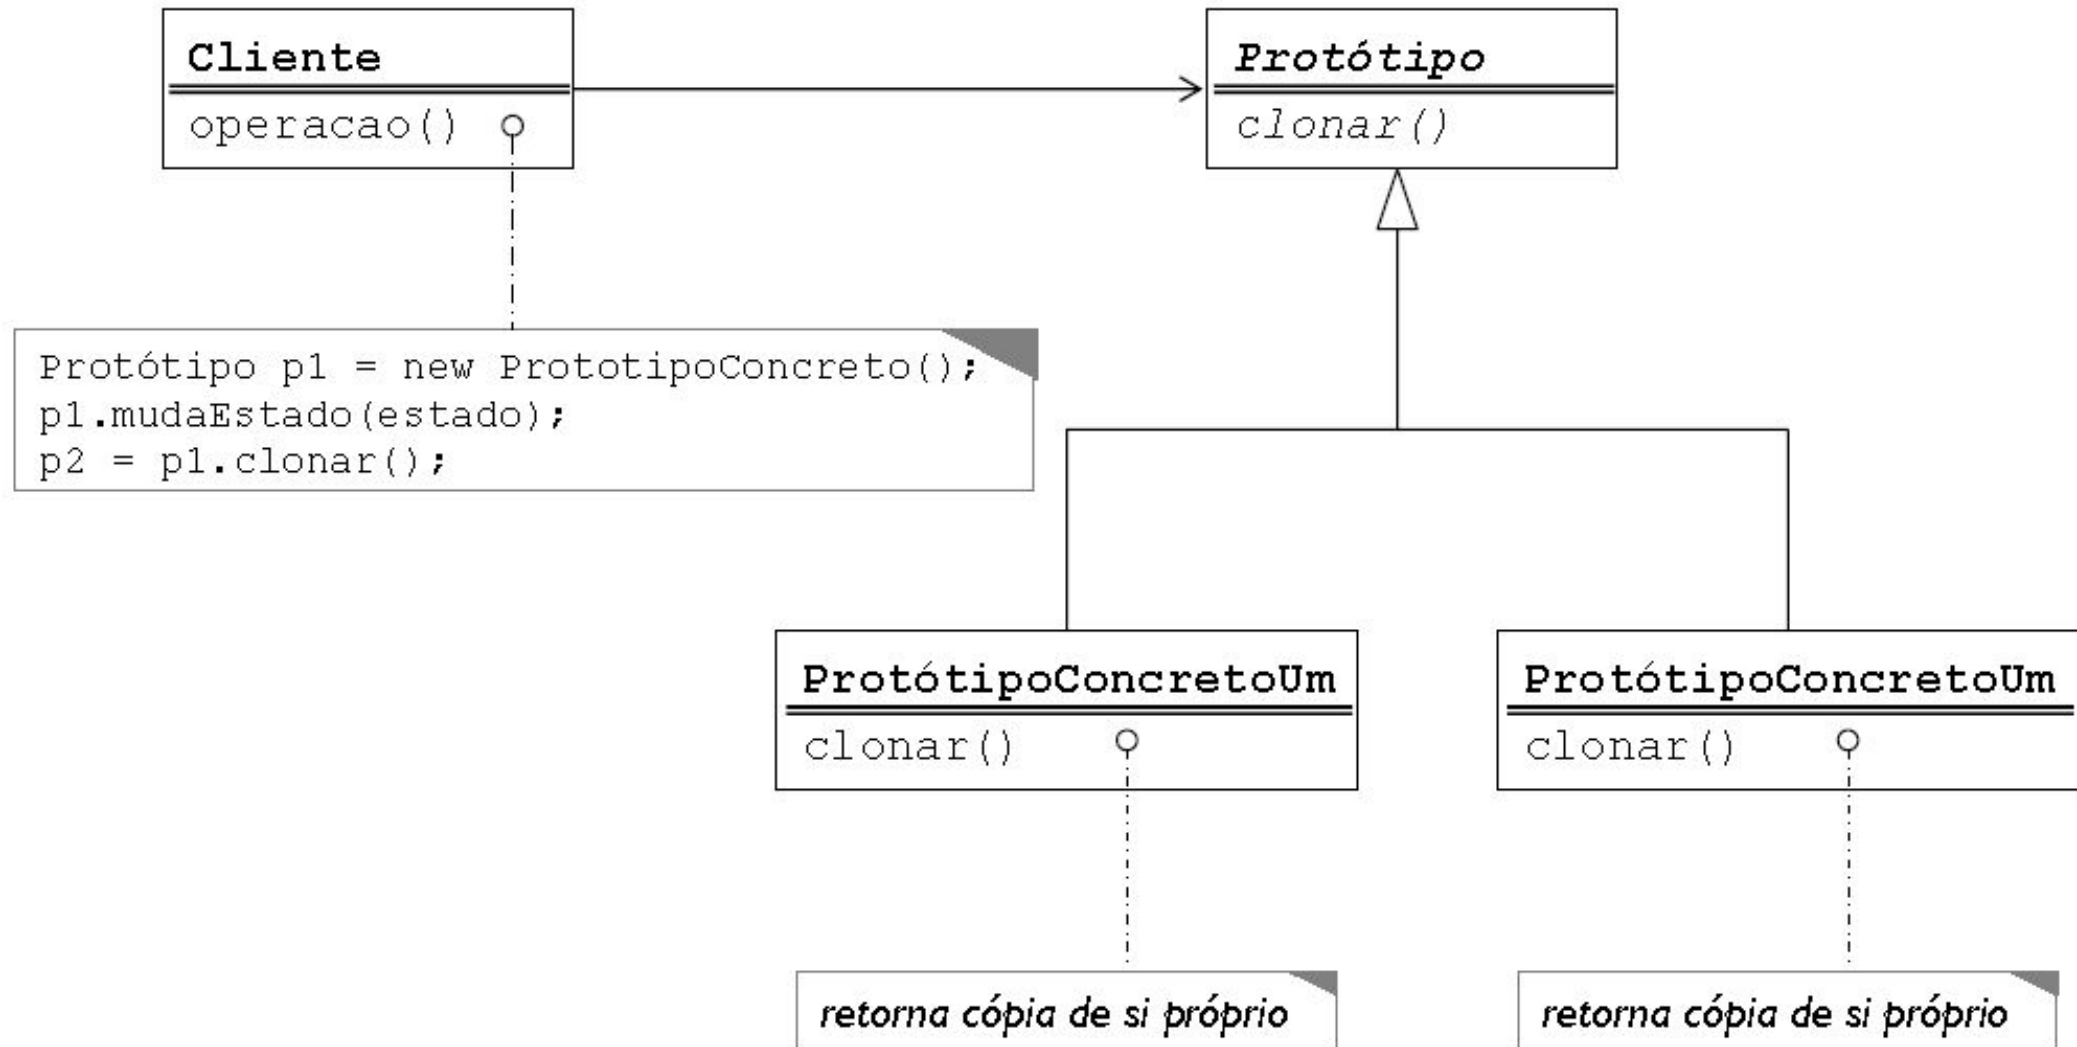 Cliente
operacao()
Protótipo
clonar()
Protótipo p1 = new PrototipoConcreto();
p1.mudaEstado(estado);
p2 = p1.clonar();
ProtótipoConcretoUm
clonar()
ProtótipoConcretoUm
clonar()
retorna cópia de si próprio
retorna cópia de si próprio